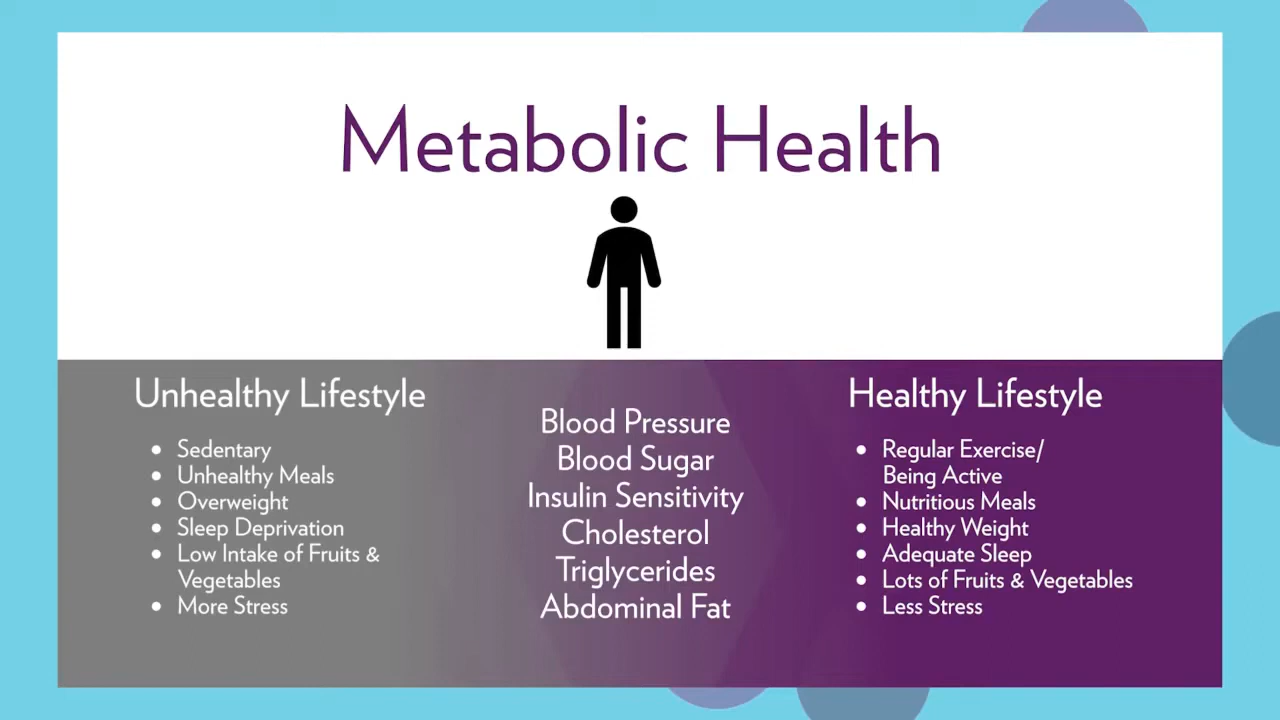 Metabolic Health
Unhealthy Lifestyle
• Sedentary
• Unhealthy Meals
• Overweight
• Sleep Deprivation
• Low Intake of Fruits &
Vegetables
• More Stress
Blood Pressure
Blood Sugar
Insulin Sensitivity
Cholesterol
Triglycerides
Abdominal Fat
Healthy Lifestyle
• Regular Exercise/
Being Active
• Nutritious Meals
• Healthy Weight
• Adequate Sleep
• Lots of Fruits & Vegetables
• Less Stress